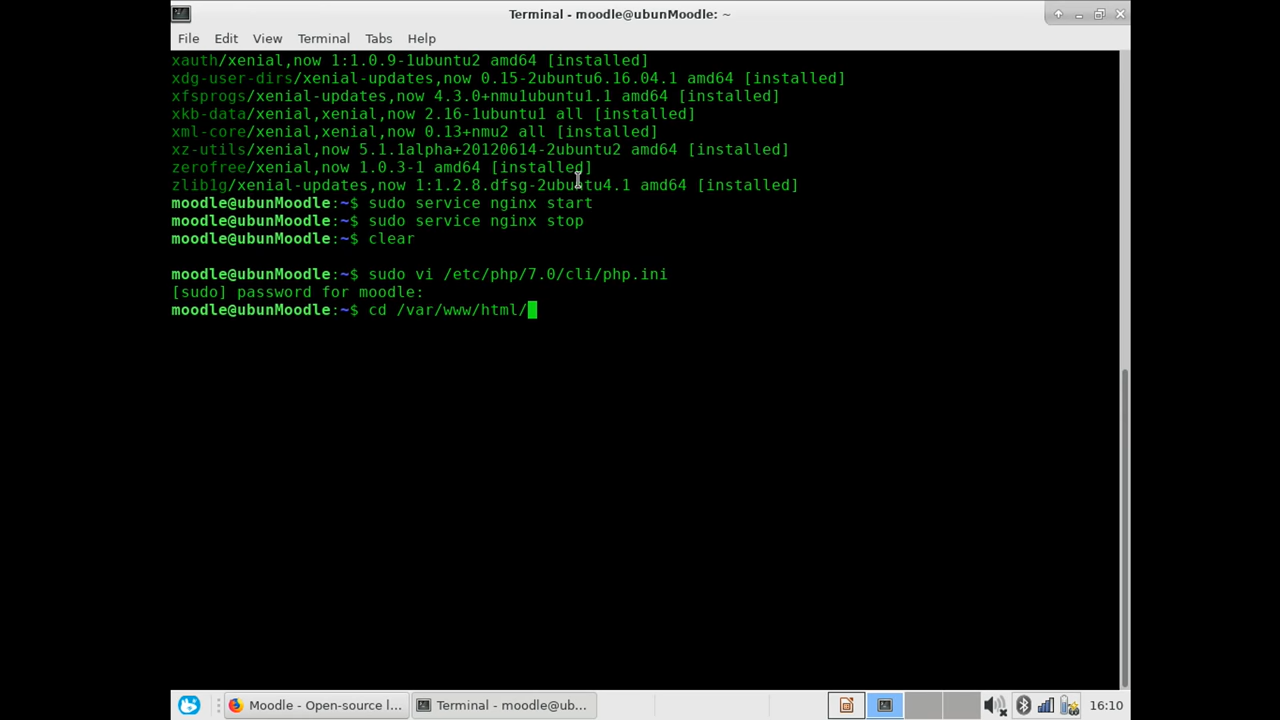 Terminal - moodle@ubunMoodle: ~
File Edit View Terminal Tabs Help
xauth/xenial,now 1:1.0.9-1ubuntu2 amd64 [installed]
xdg-user-dirs/xenial-updates,now 0.15-2ubuntu6.16.04.1 amd64 [installed]
xfsprogs/xenial-updates,now 4.3.0+nmu1ubuntu1.1 amd64 [installed]
xkb-data/xenial,xenial,now 2.16-1ubuntu1 all [installed]
xml-core/xenial,xenial,now 0.13+nmu2 all [installed]
xz-utils/xenial,now 5.1.1alpha+20120614-2ubuntu2 amd64 [installed]
zerofree/xenial,now 1.0.3-1 amd64 [installed]
zlib1g/xenial-updates,now 1:1.2.8.dfsg-2ubuntu4.1 amd64 [installed]
moodle@ubunMoodle:~$ sudo service nginx start
moodle@ubunMoodle:~$ sudo service nginx stop
moodle@ubunMoodle:~$ clear
moodle@ubunMoodle:~$ sudo vi /etc/php/7.0/cli/php.ini
[sudo] password for moodle:
moodle@ubunMoodle:~$ cd /var/www/html/
Moodle - Open-source l... Terminal - moodle@ub... 16:10